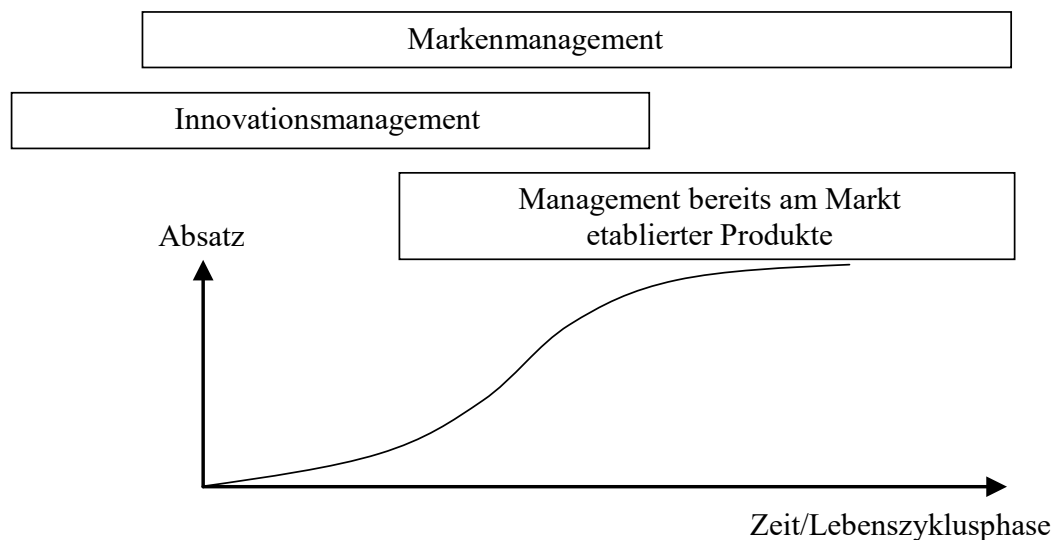 Markenmanagement
Innovationsmanagement
Management bereits am Markt
etablierter Produkte
Absatz
Zeit/Lebenszyklusphase